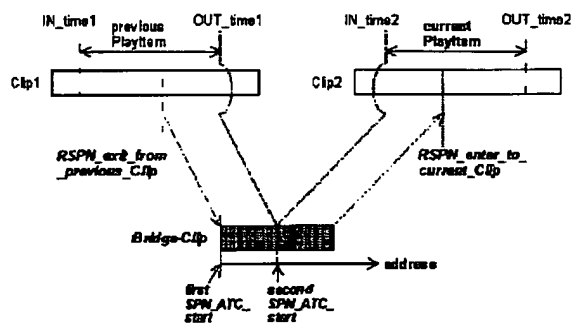 IN_time1
previous
PlayItem
OUT_time1
IN_time2
current
PlayItem
OUT_time2
Clip1
Clip2
RSPN_exit_from
_previous_Clip
RSPN_enter_to_
current_Clip
Bridge-Clip
address
first
SPN_ATC_
start
second
SPN_ATC_
start